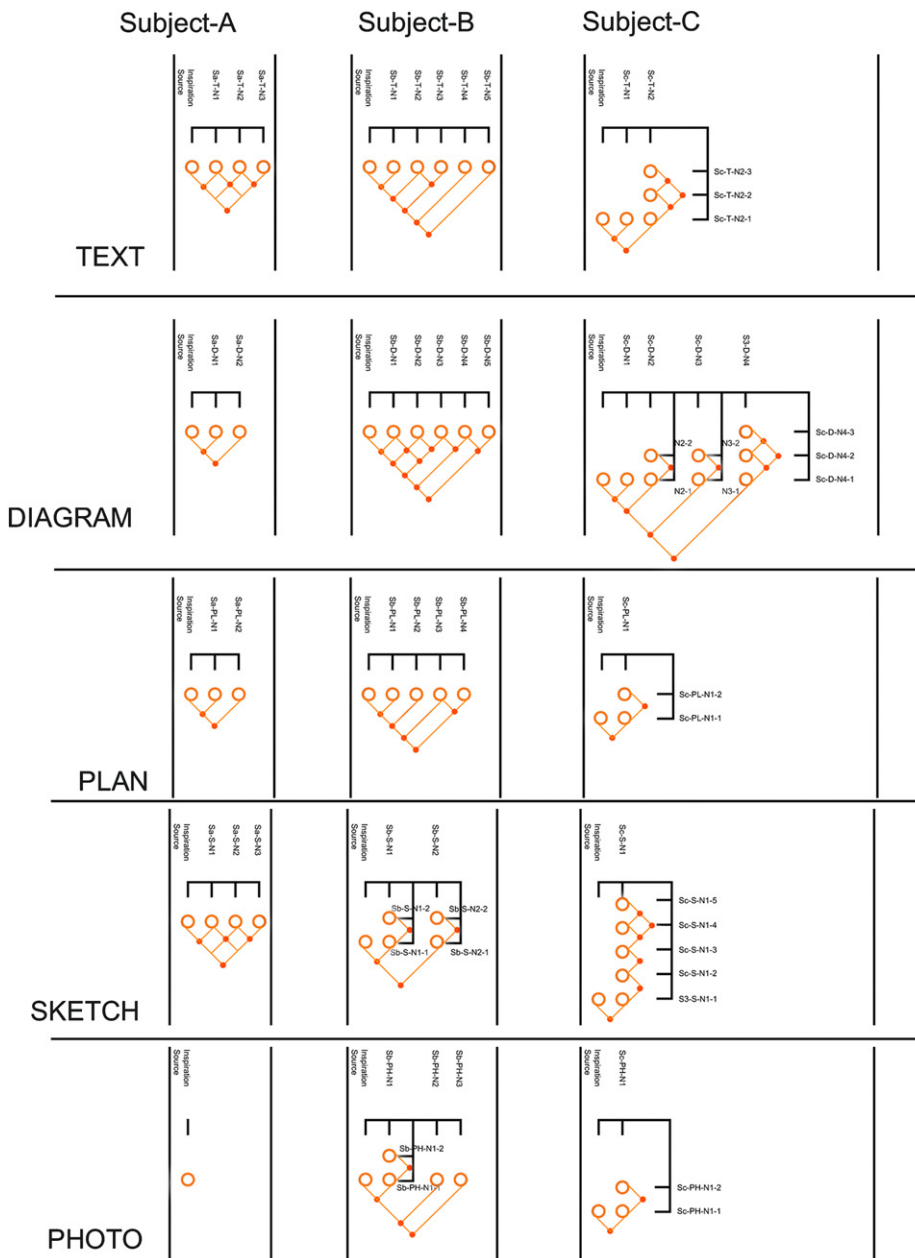 Subject-A
Subject-B
Subject-C
Inspiration
Source
Sa-T-N1
Sa-T-N2
Sa-T-N3
Inspiration
Source
Sb-T-N1
Sb-T-N2
Sb-T-N3
Sb-T-N4
Sb-T-N5
Inspiration
Source
Sc-T-N1
Sc-T-N2
Sc-T-N2-3
Sc-T-N2-2
Sc-T-N2-1
TEXT
Inspiration
Source
Sa-D-N1
Sa-D-N2
Inspiration
Source
Sb-D-N1
Sb-D-N2
Sb-D-N3
Sb-D-N4
Sb-D-N5
Inspiration
Source
Sc-D-N1
Sc-D-N2
Sc-D-N3
S3-D-N4
Sc-D-N4-3
N2-2
N3-2
Sc-D-N4-2
N2-1
N3-1
Sc-D-N4-1
DIAGRAM
Inspiration
Source
Sa-PL-N1
Sa-PL-N2
Inspiration
Source
Sb-PL-N1
Sb-PL-N2
Sb-PL-N3
Sb-PL-N4
Inspiration
Source
Sc-PL-N1
Sc-PL-N1-2
Sc-PL-N1-1
PLAN
Inspiration
Source
Sa-S-N1
Sa-S-N2
Sa-S-N3
Inspiration
Source
Sb-S-N1
Sb-S-N2
Sb-S-N1-2
Sb-S-N2-2
Sb-S-N1-1
Sb-S-N2-1
Inspiration
Source
Sc-S-N1
Sc-S-N1-5
Sc-S-N1-4
Sc-S-N1-3
Sc-S-N1-2
S3-S-N1-1
SKETCH
Inspiration
Source
Inspiration
Source
Sb-PH-N1
Sb-PH-N2
Sb-PH-N3
Sb-PH-N1-2
Sb-PH-N1-1
Inspiration
Source
Sc-PH-N1
Sc-PH-N1-2
Sc-PH-N1-1
PHOTO